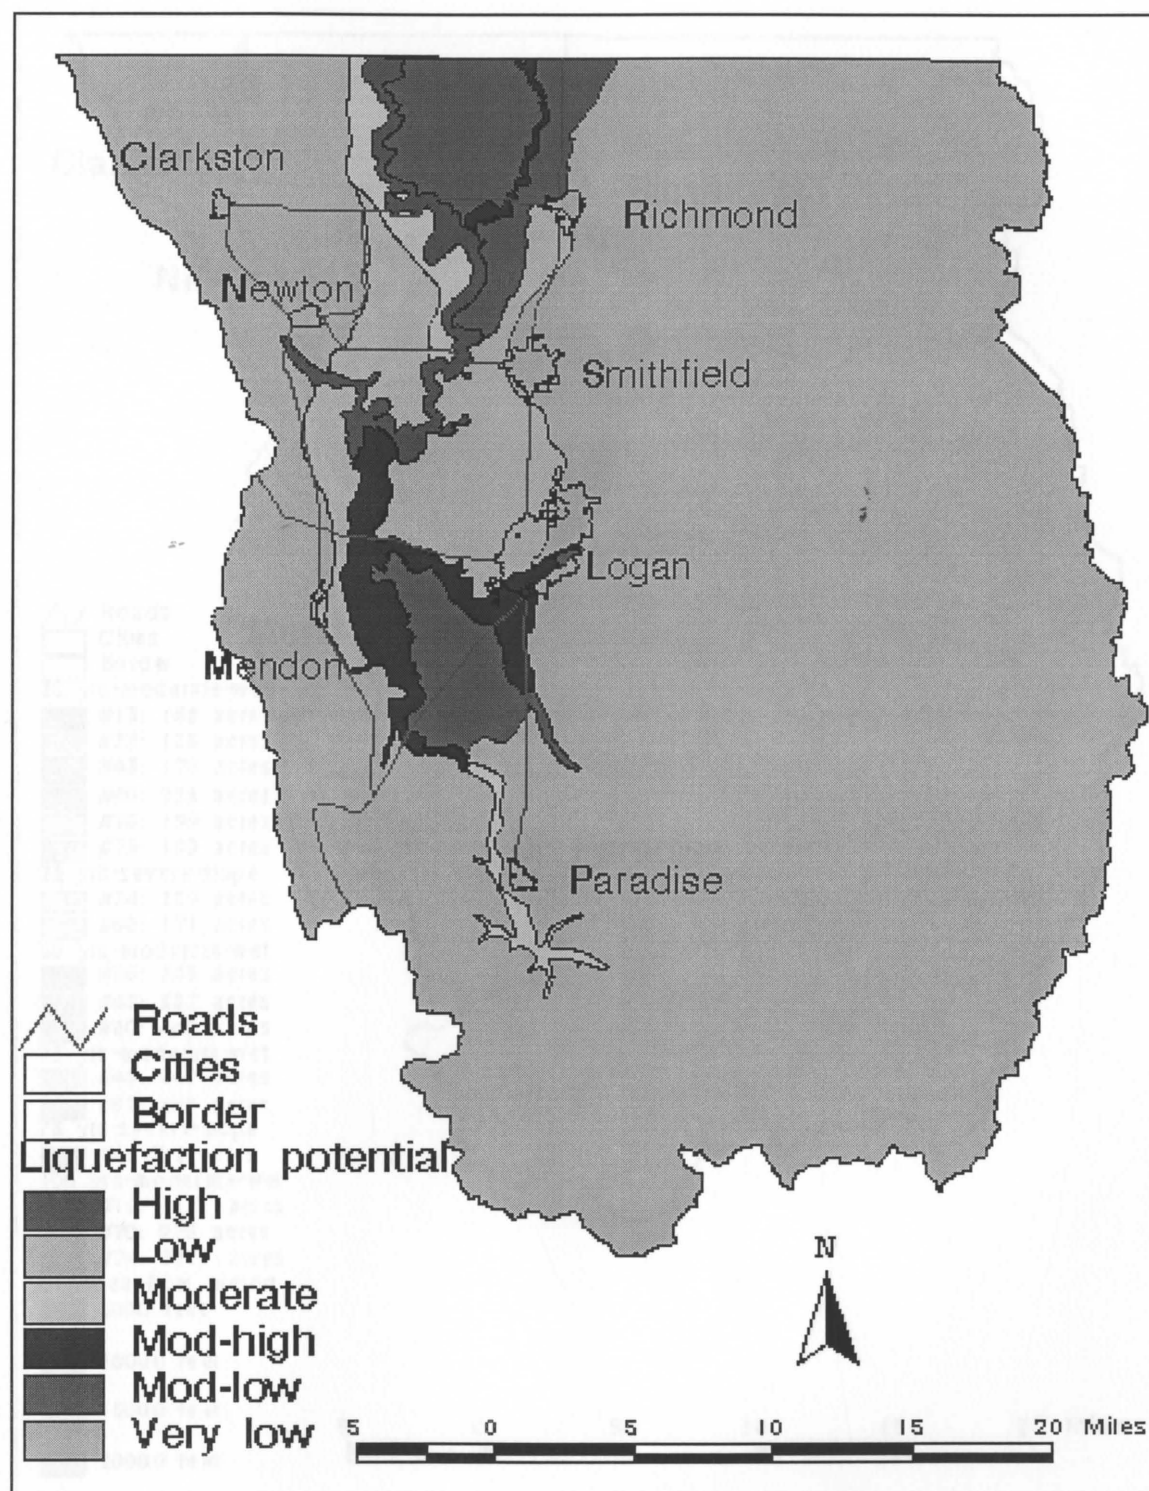 Clarkston
Richmond
Newton
Smithfield
Logan
Mendon
Paradise
Roads
Cities
Border
Liquefaction potential
High
Low
Moderate
Mod-high
Mod-low
Very low
N
5 0 5 10 15 20 Miles